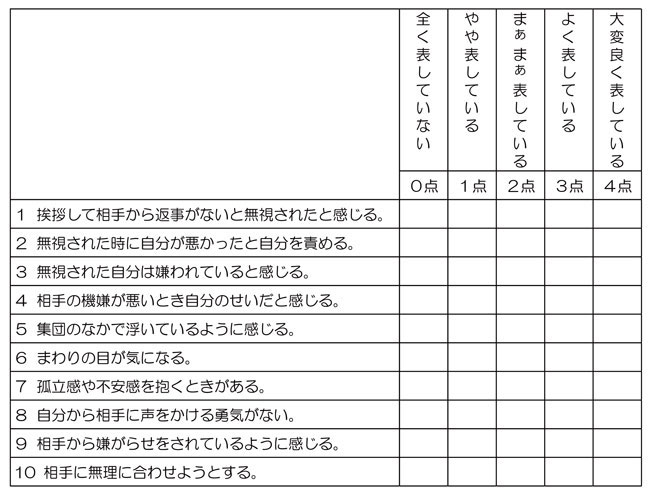 全く表していない
やや表している
まぁまぁ表している
よく表している
大変良く表している
0点 1点 2点 3点 4点
1 挨拶して相手から返事がないと無視されたと感じる。
2 無視された時に自分が悪かったと自分を責める。
3 無視された自分は嫌われていると感じる。
4 相手の機嫌が悪いとき自分のせいだと感じる。
5 集団のなかで浮いているように感じる。
6 まわりの目が気になる。
7 孤立感や不安感を抱くときがある。
8 自分から相手に声をかける勇気がない。
9 相手から嫌がらせをされているように感じる。
10 相手に無理に合わせようとする。